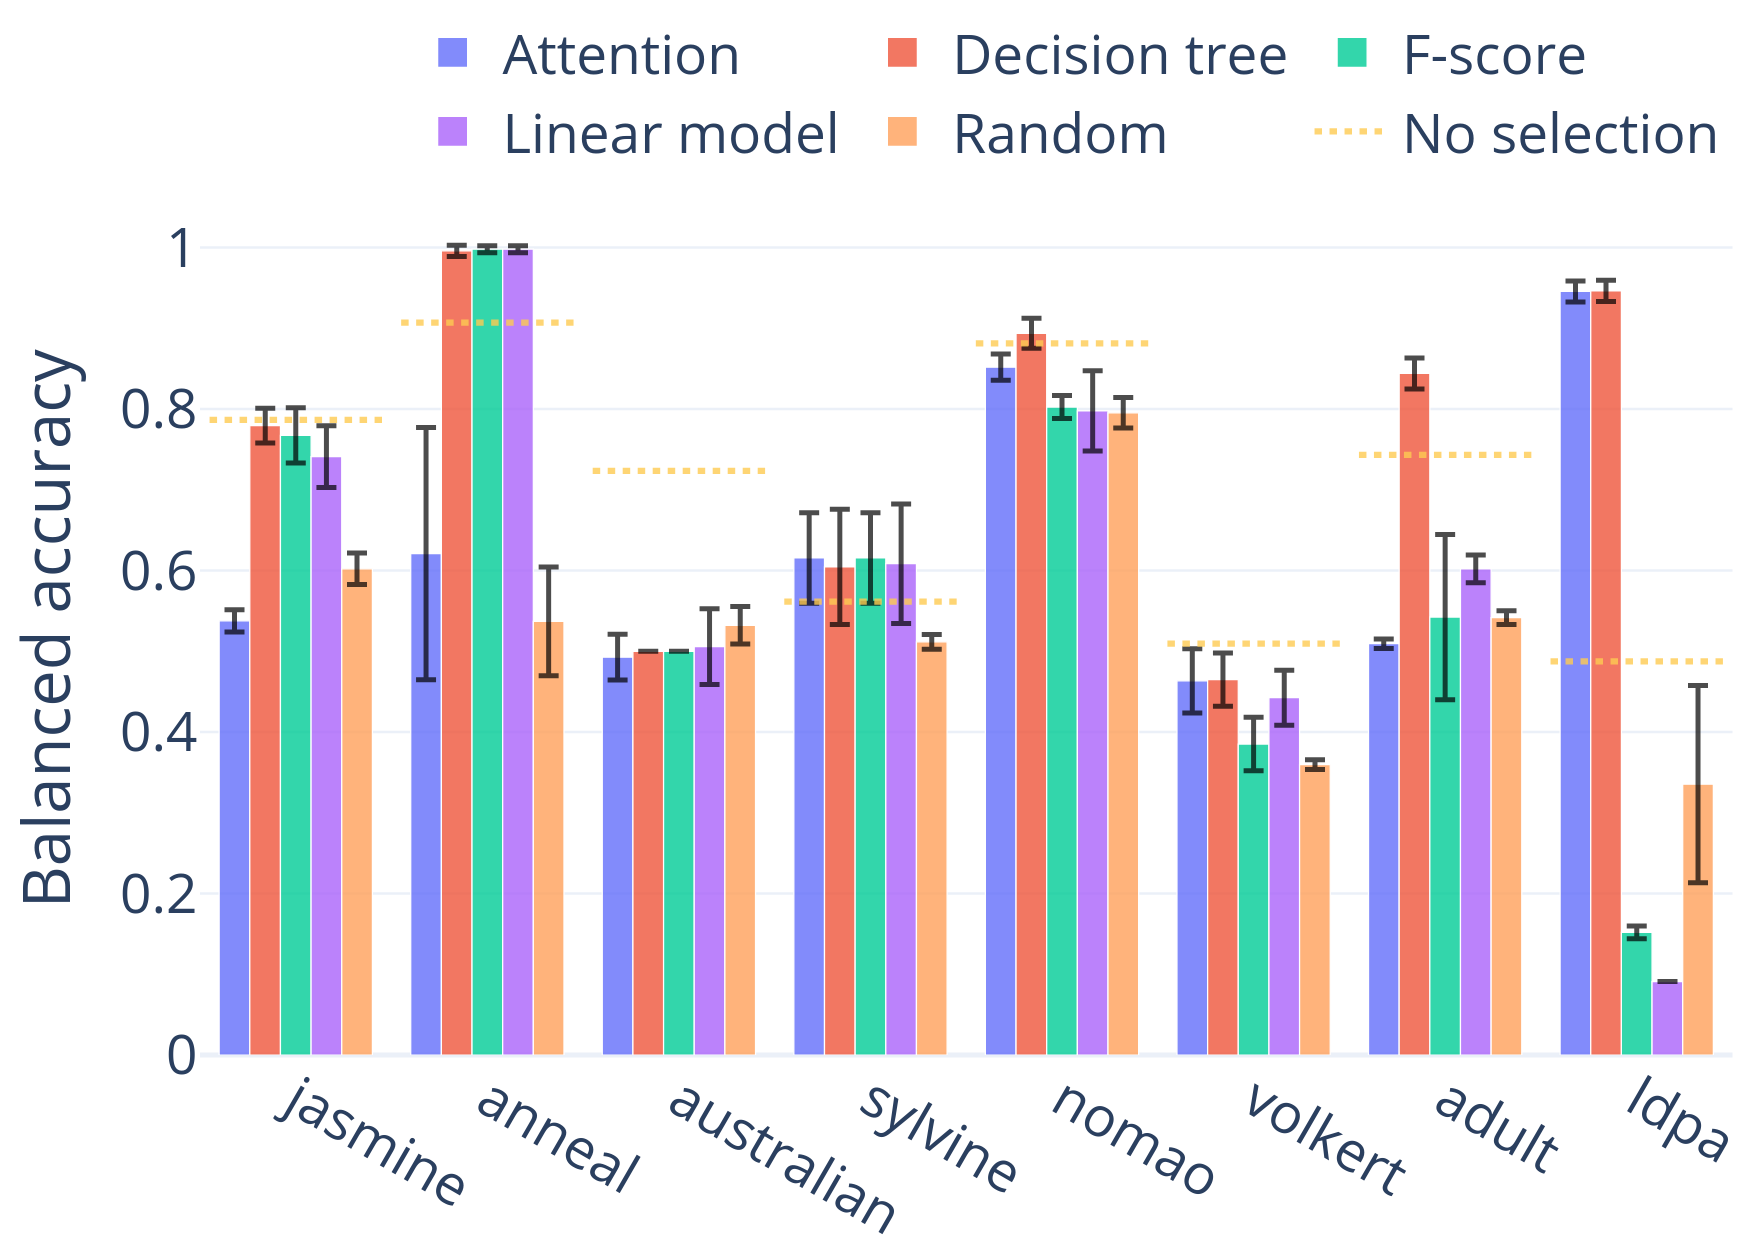 Attention Decision tree F-score
Linear model Random No selection
Balanced accuracy
1
0.8
0.6
0.4
0.2
0
jasmine
anneal
australian
sylvine
nomao
volkert
adult
ldpa